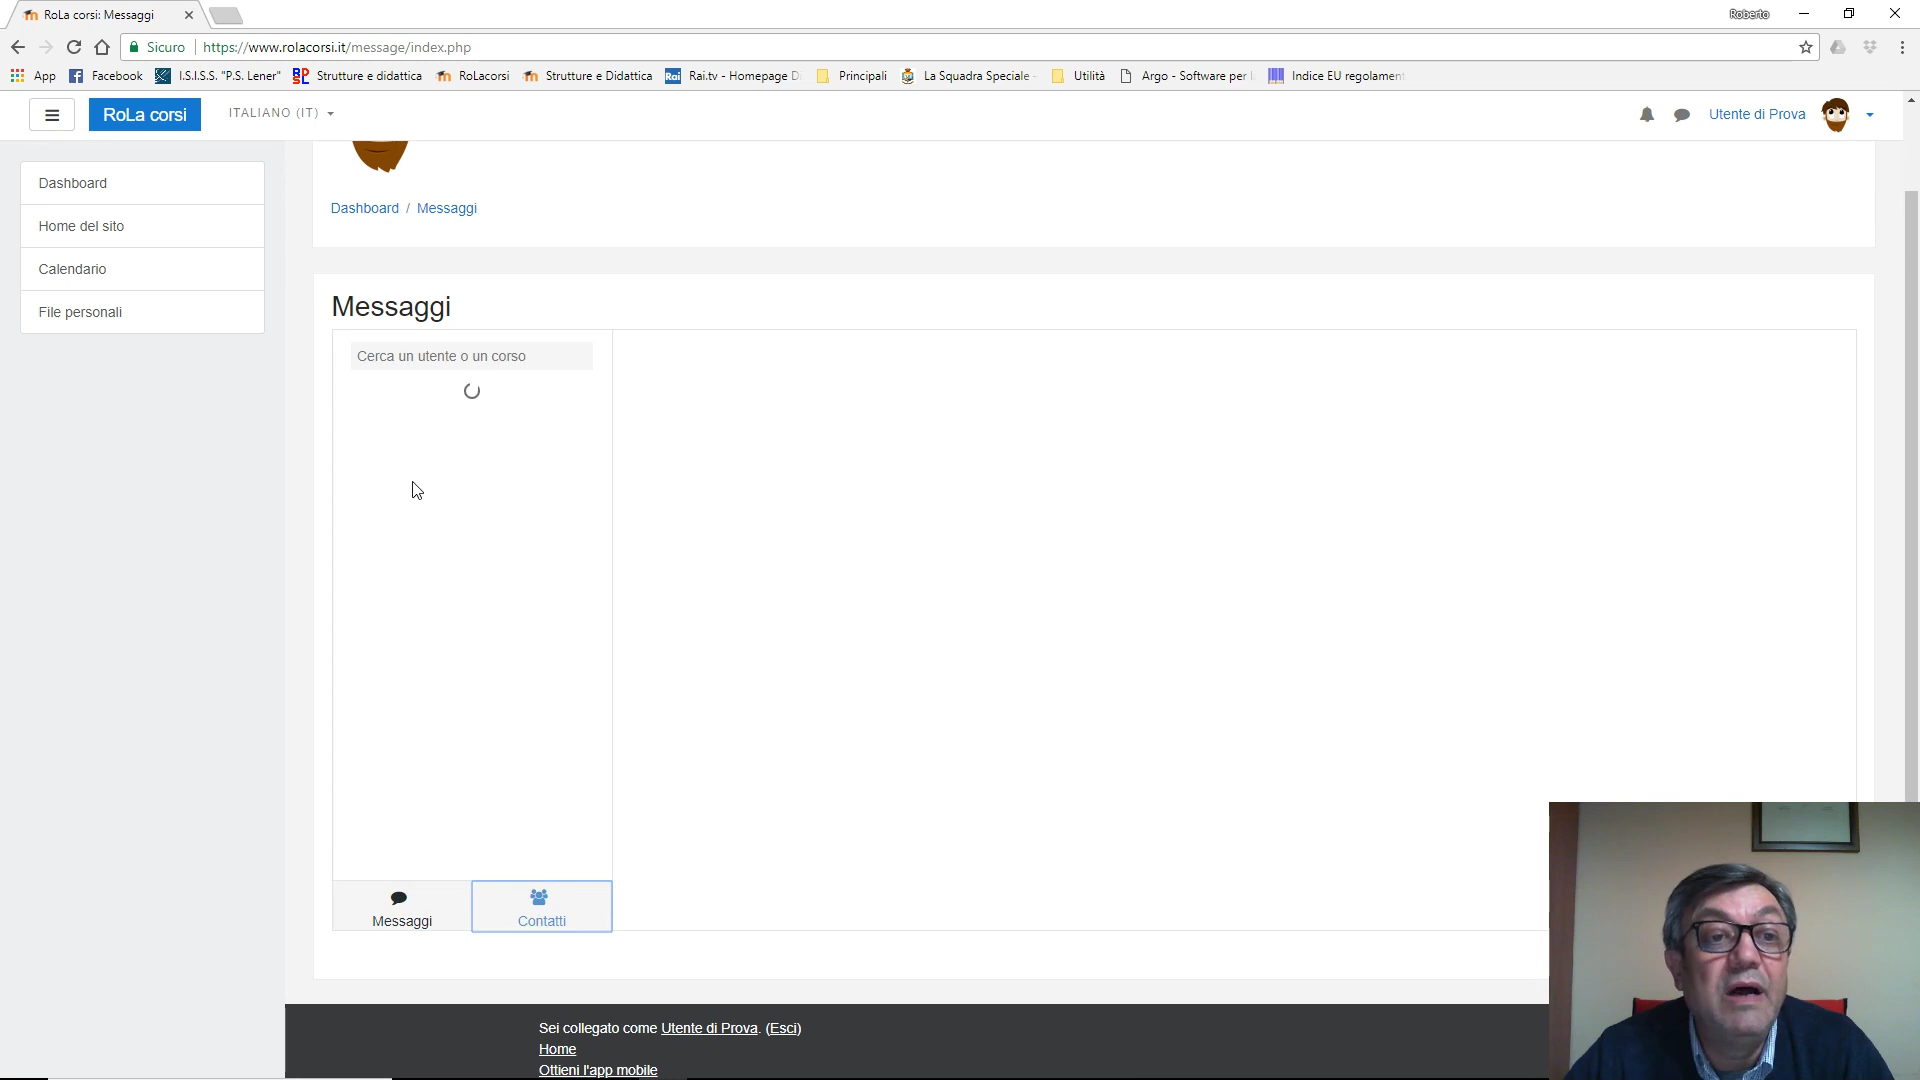 RoLa corsi: Messaggi
Roberto
Sicuro
https://www.rolacorsi.it/message/index.php
App
Facebook
I.S.I.S.S. "P.S. Lener"
Strutture e didattica
RoLacorsi
Strutture e Didattica
Rai
Rai.tv - Homepage D
Principali
La Squadra Speciale
Utilità
Argo - Software per
Indice EU regolament
RoLa corsi
ITALIANO (IT)
Utente di Prova
Dashboard
Home del sito
Calendario
File personali
Dashboard / Messaggi
Messaggi
Cerca un utente o un corso
Messaggi
Contatti
Sei collegato come Utente di Prova. (Esci)
Home
Ottieni l'app mobile